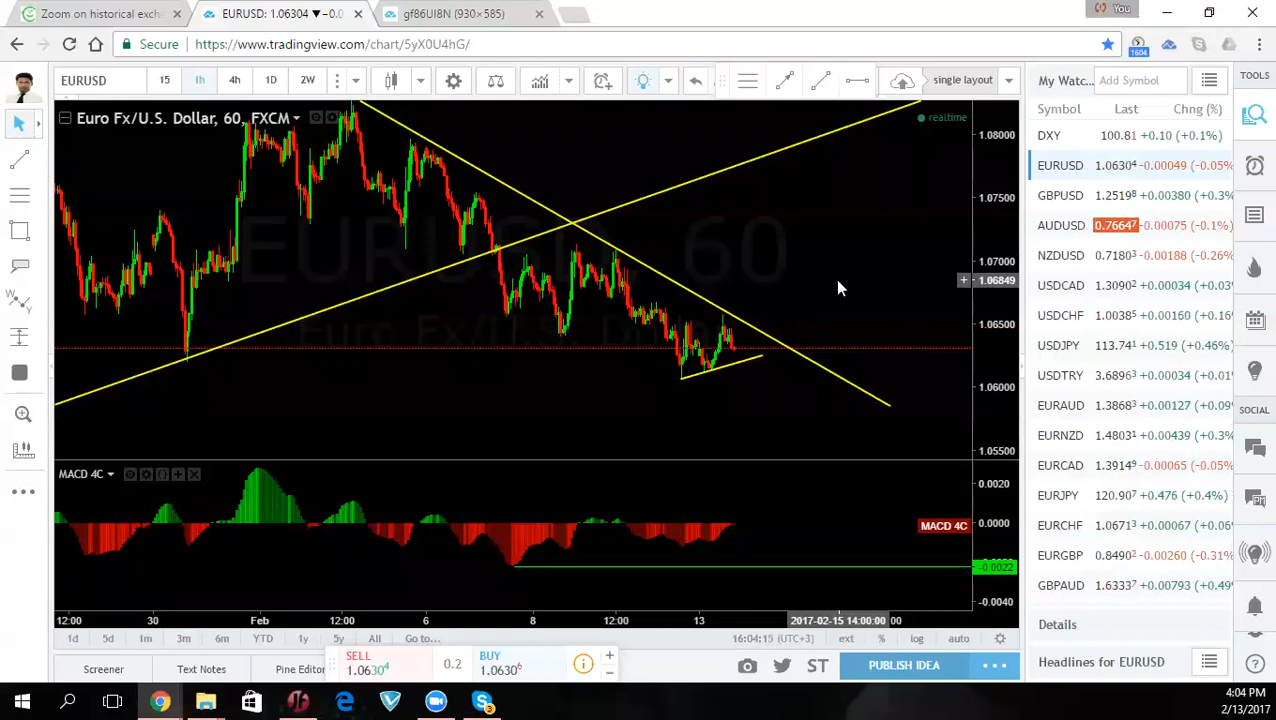 Zoom on historical excha
EURUSD: 1.06304 ▼−0.0
gf86UI8N (930×585)
You
Secure
https://www.tradingview.com/chart/5yX0U4hG/
1604
EURUSD 15 1h 4h 1D 2W single layout
My Watc Add Symbol TOOLS
Euro Fx/U.S. Dollar, 60, FXCM
realtime
EURUSD, 60
Euro Fx/U.S. Do
1.08000
1.07500
1.07000
1.06849
1.06500
1.06000
1.05500
MACD 4C
0.0020
0.0000
MACD 4C
-0.0022
-0.0040
12:00 30 Feb 12:00 6 8 12:00 13 2017-02-15 14:00:00 00
1d 5d 1m 3m 6m YTD 1y 5y All Go to... 16:04:15 (UTC+3) ext % log auto
Screener Text Notes Pine Editor
SELL
1.06304
0.2
BUY
1.06306
ST PUBLISH IDEA
Symbol Last Chng (%)
DXY 100.81 +0.10 (+0.1%)
EURUSD 1.06304 -0.00049 (-0.05%)
GBPUSD 1.25198 +0.00380 (+0.3%
AUDUSD 0.76647 -0.00075 (-0.1%)
NZDUSD 0.71803 -0.00188 (-0.26%)
USDCAD 1.30902 +0.00034 (+0.03%
USDCHF 1.00385 +0.00160 (+0.16%
USDJPY 113.741 +0.519 (+0.46%)
USDTRY 3.68963 +0.00034 (+0.01%
EURAUD 1.38683 +0.00127 (+0.09%
EURNZD 1.48031 +0.00439 (+0.3%)
EURCAD 1.39149 -0.00065 (-0.05%)
EURJPY 120.907 +0.476 (+0.4%)
EURCHF 1.06713 +0.00067 (+0.06%
EURGBP 0.84902 -0.00260 (-0.31%)
GBPAUD 1.63337 +0.00793 (+0.49%
SOCIAL
Details
Headlines for EURUSD
4:04 PM
2/13/2017